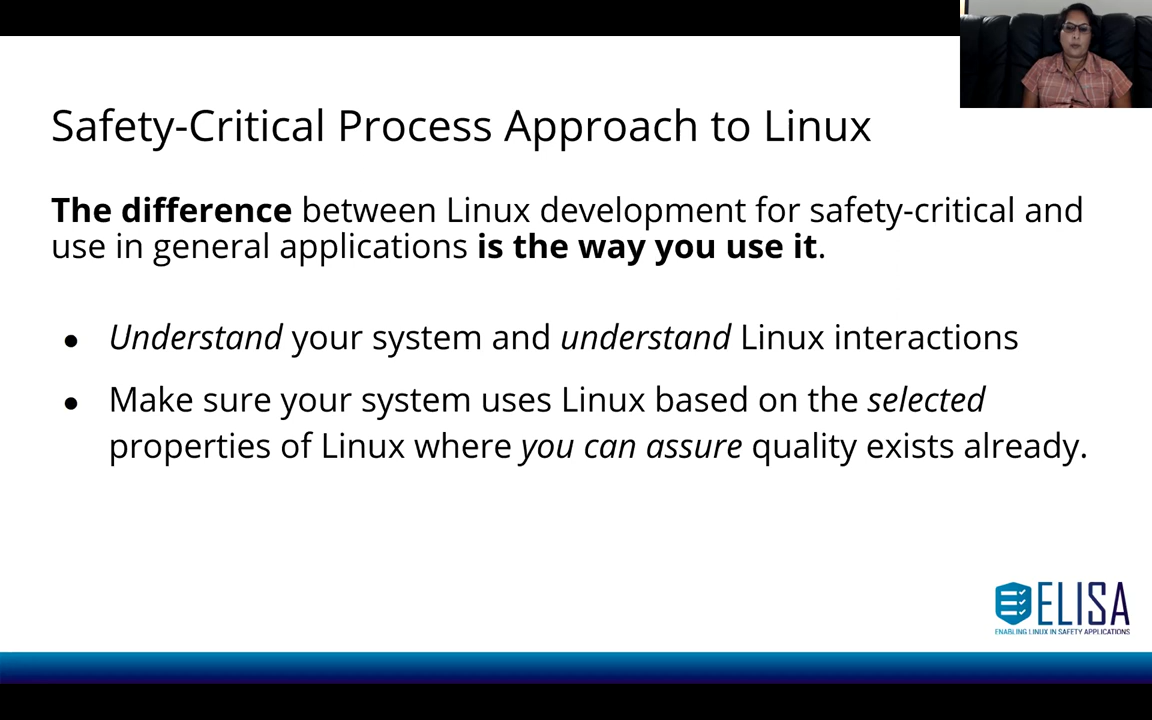 Safety-Critical Process Approach to Linux
The difference between Linux development for safety-critical and
use in general applications is the way you use it.
● Understand your system and understand Linux interactions
● Make sure your system uses Linux based on the selected
properties of Linux where you can assure quality exists already.
ELISA
ENABLING LINUX IN SAFETY APPLICATIONS